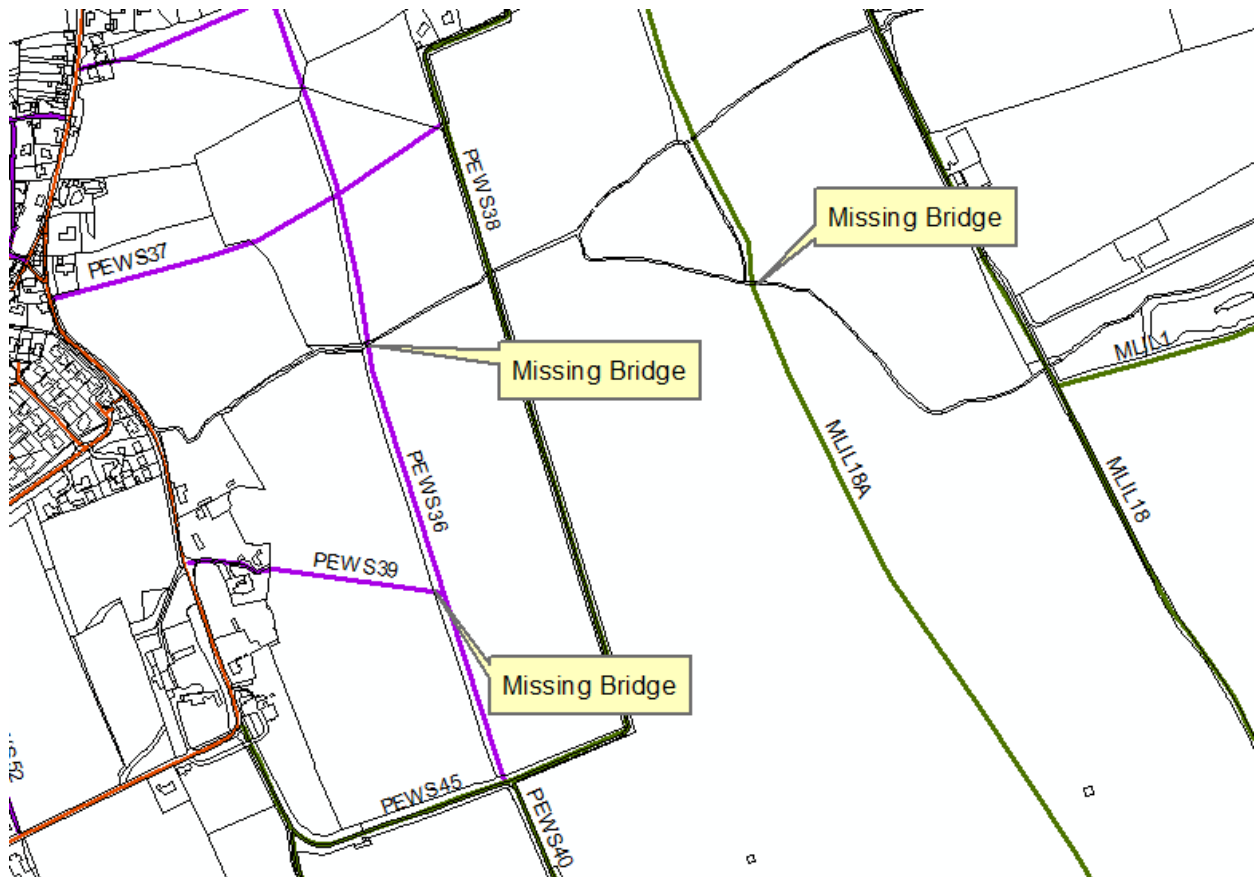 PEWS38
Missing Bridge
PEWS37
MLIL1
Missing Bridge
MLIL18A
PEWS36
MLIL18
PEWS39
Missing Bridge
PEWS45
PEWS40